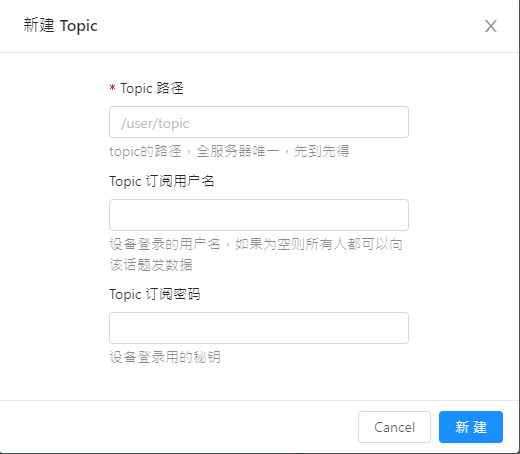 新建 Topic
* Topic 路径
/user/topic
topic的路径，全服务器唯一，先到先得
Topic 订阅用户名
设备登录的用户名，如果为空则所有人都可以向
该话题发数据
Topic 订阅密码
设备登录用的秘钥
Cancel
新 建